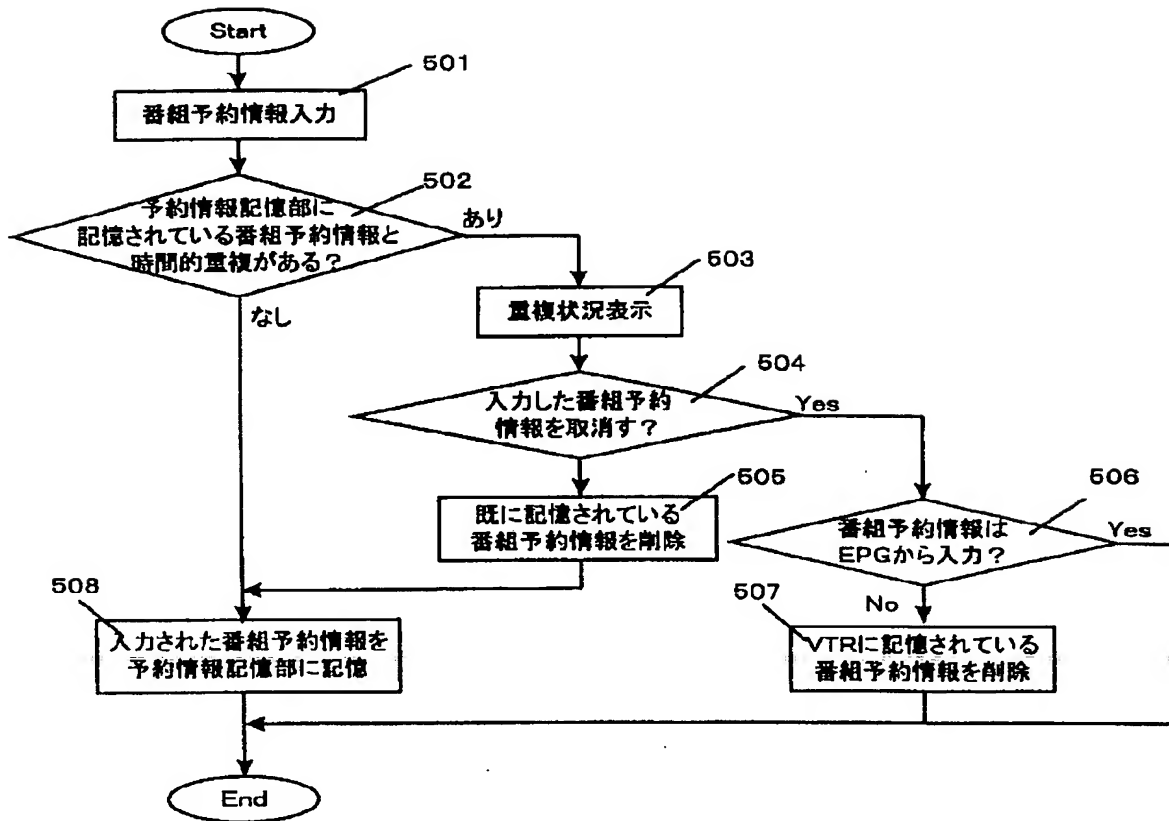 Start
501
番組予約情報入力
502
予約情報記憶部に
記憶されている番組予約情報と
時間的重複がある?
あり
なし
503
重複状況表示
504
入力した番組予約
情報を取消す?
Yes
505
既に記憶されている
番組予約情報を削除
506
番組予約情報は
EPGから入力?
Yes
No
507
VTRに記憶されている
番組予約情報を削除
508
入力された番組予約情報を
予約情報記憶部に記憶
End